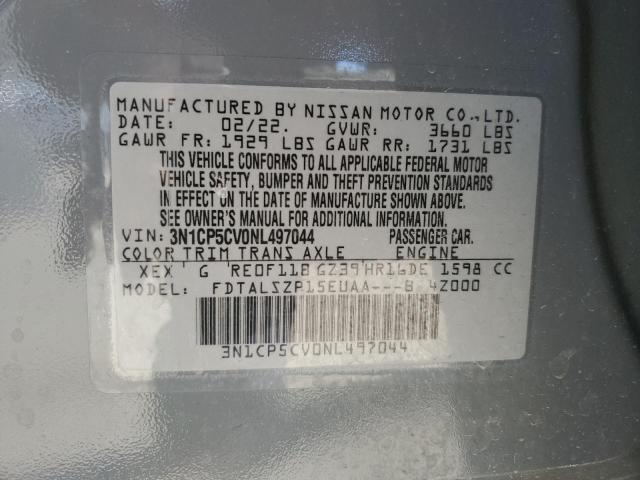 MANUFACTURED BY NISSAN MOTOR CO.,LTD.
DATE: 02/22. GVWR: 3660 LBS
GAWR FR: 1929 LBS GAWR RR: 1731 LBS
THIS VEHICLE CONFORMS TO ALL APPLICABLE FEDERAL MOTOR
VEHICLE SAFETY, BUMPER AND THEFT PREVENTION STANDARDS
IN EFFECT ON THE DATE OF MANUFACTURE SHOWN ABOVE.
SEE OWNER'S MANUAL FOR ADDITIONAL INFORMATION.
VIN: 3N1CP5CV0NL497044 PASSENGER CAR.
COLOR TRIM TRANS AXLE ENGINE
XEX G RE0F11B GZ39 HR16DE 1598 CC
FDTALSZP15EUAA---B 4Z000
3N1CP5CV0NL497044